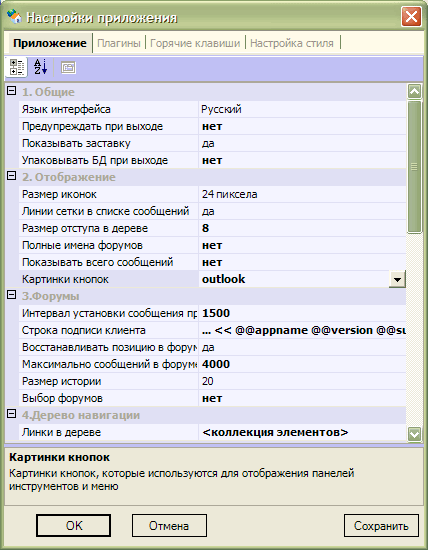 Настройки приложения
Приложение Плагины Горячие клавиши Настройка стиля
1. Общие
Язык интерфейса Русский
Предупреждать при выходе нет
Показывать заставку да
Упаковывать БД при выходе нет
2. Отображение
Размер иконок 24 пиксела
Линии сетки в списке сообщений да
Размер отступа в дереве 8
Полные имена форумов нет
Показывать всего сообщений нет
Картинки кнопок outlook
3.Форумы
Интервал установки сообщения пр 1500
Строка подписи клиента ... << @@appname @@version @@su
Восстанавливать позицию в форум да
Максимально сообщений в форуме 4000
Размер истории 20
Выбор форумов нет
4.Дерево навигации
Линки в дереве <коллекция элементов>
Картинки кнопок
Картинки кнопок, которые используются для отображения панелей
инструментов и меню
OK Отмена Сохранить